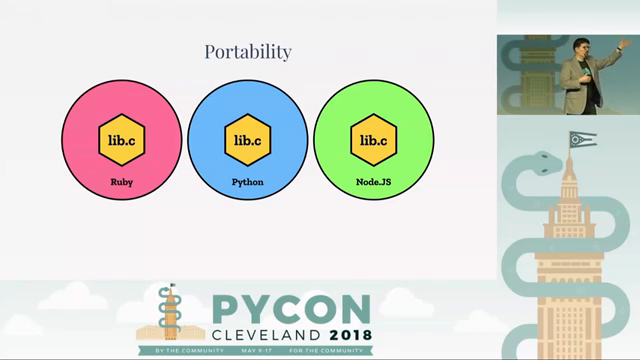 Portability
lib.c
lib.c
lib.c
Ruby
Python
Node.JS
PYCON
CLEVELAND 2018
BY THE COMMUNITY MAY 9-17 FOR THE COMMUNITY